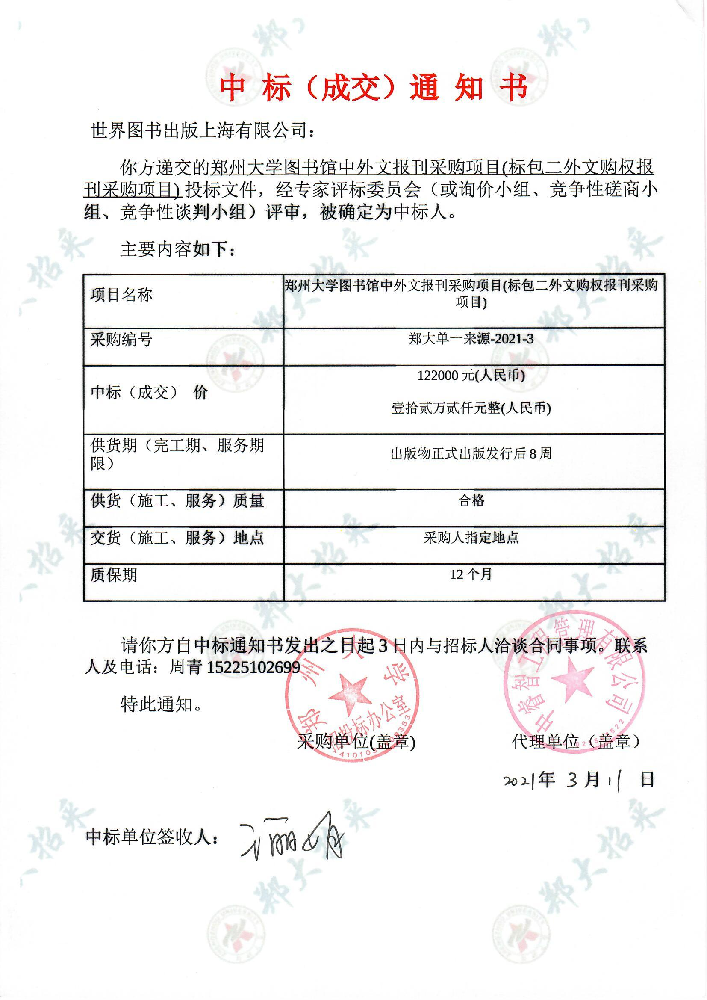 中 标（成交）通 知 书
世界图书出版上海有限公司：
你方递交的郑州大学图书馆中外文报刊采购项目(标包二外文购权报
刊采购项目) 投标文件，经专家评标委员会（或询价小组、竞争性磋商小
组、竞争性谈判小组）评审，被确定为中标人。
主要内容如下：
项目名称
郑州大学图书馆中外文报刊采购项目(标包二外文购权报刊采购
项目)
采购编号
郑大单一来源-2021-3
中标（成交） 价
122000 元(人民币)
壹拾贰万贰仟元整(人民币)
供货期（完工期、服务期
限）
出版物正式出版发行后 8 周
供货（施工、服务）质量
合格
交货（施工、服务）地点
采购人指定地点
质保期
12 个月
请你方自中标通知书发出之日起 3 日内与招标人洽谈合同事项。联系
人及电话：周青 15225102699
特此通知。
郑州大学
招投标办公室
中睿智工程管理有限公司
采购单位(盖章)
代理单位（盖章）
2021年 3 月 11 日
中标单位签收人：
郑大招采